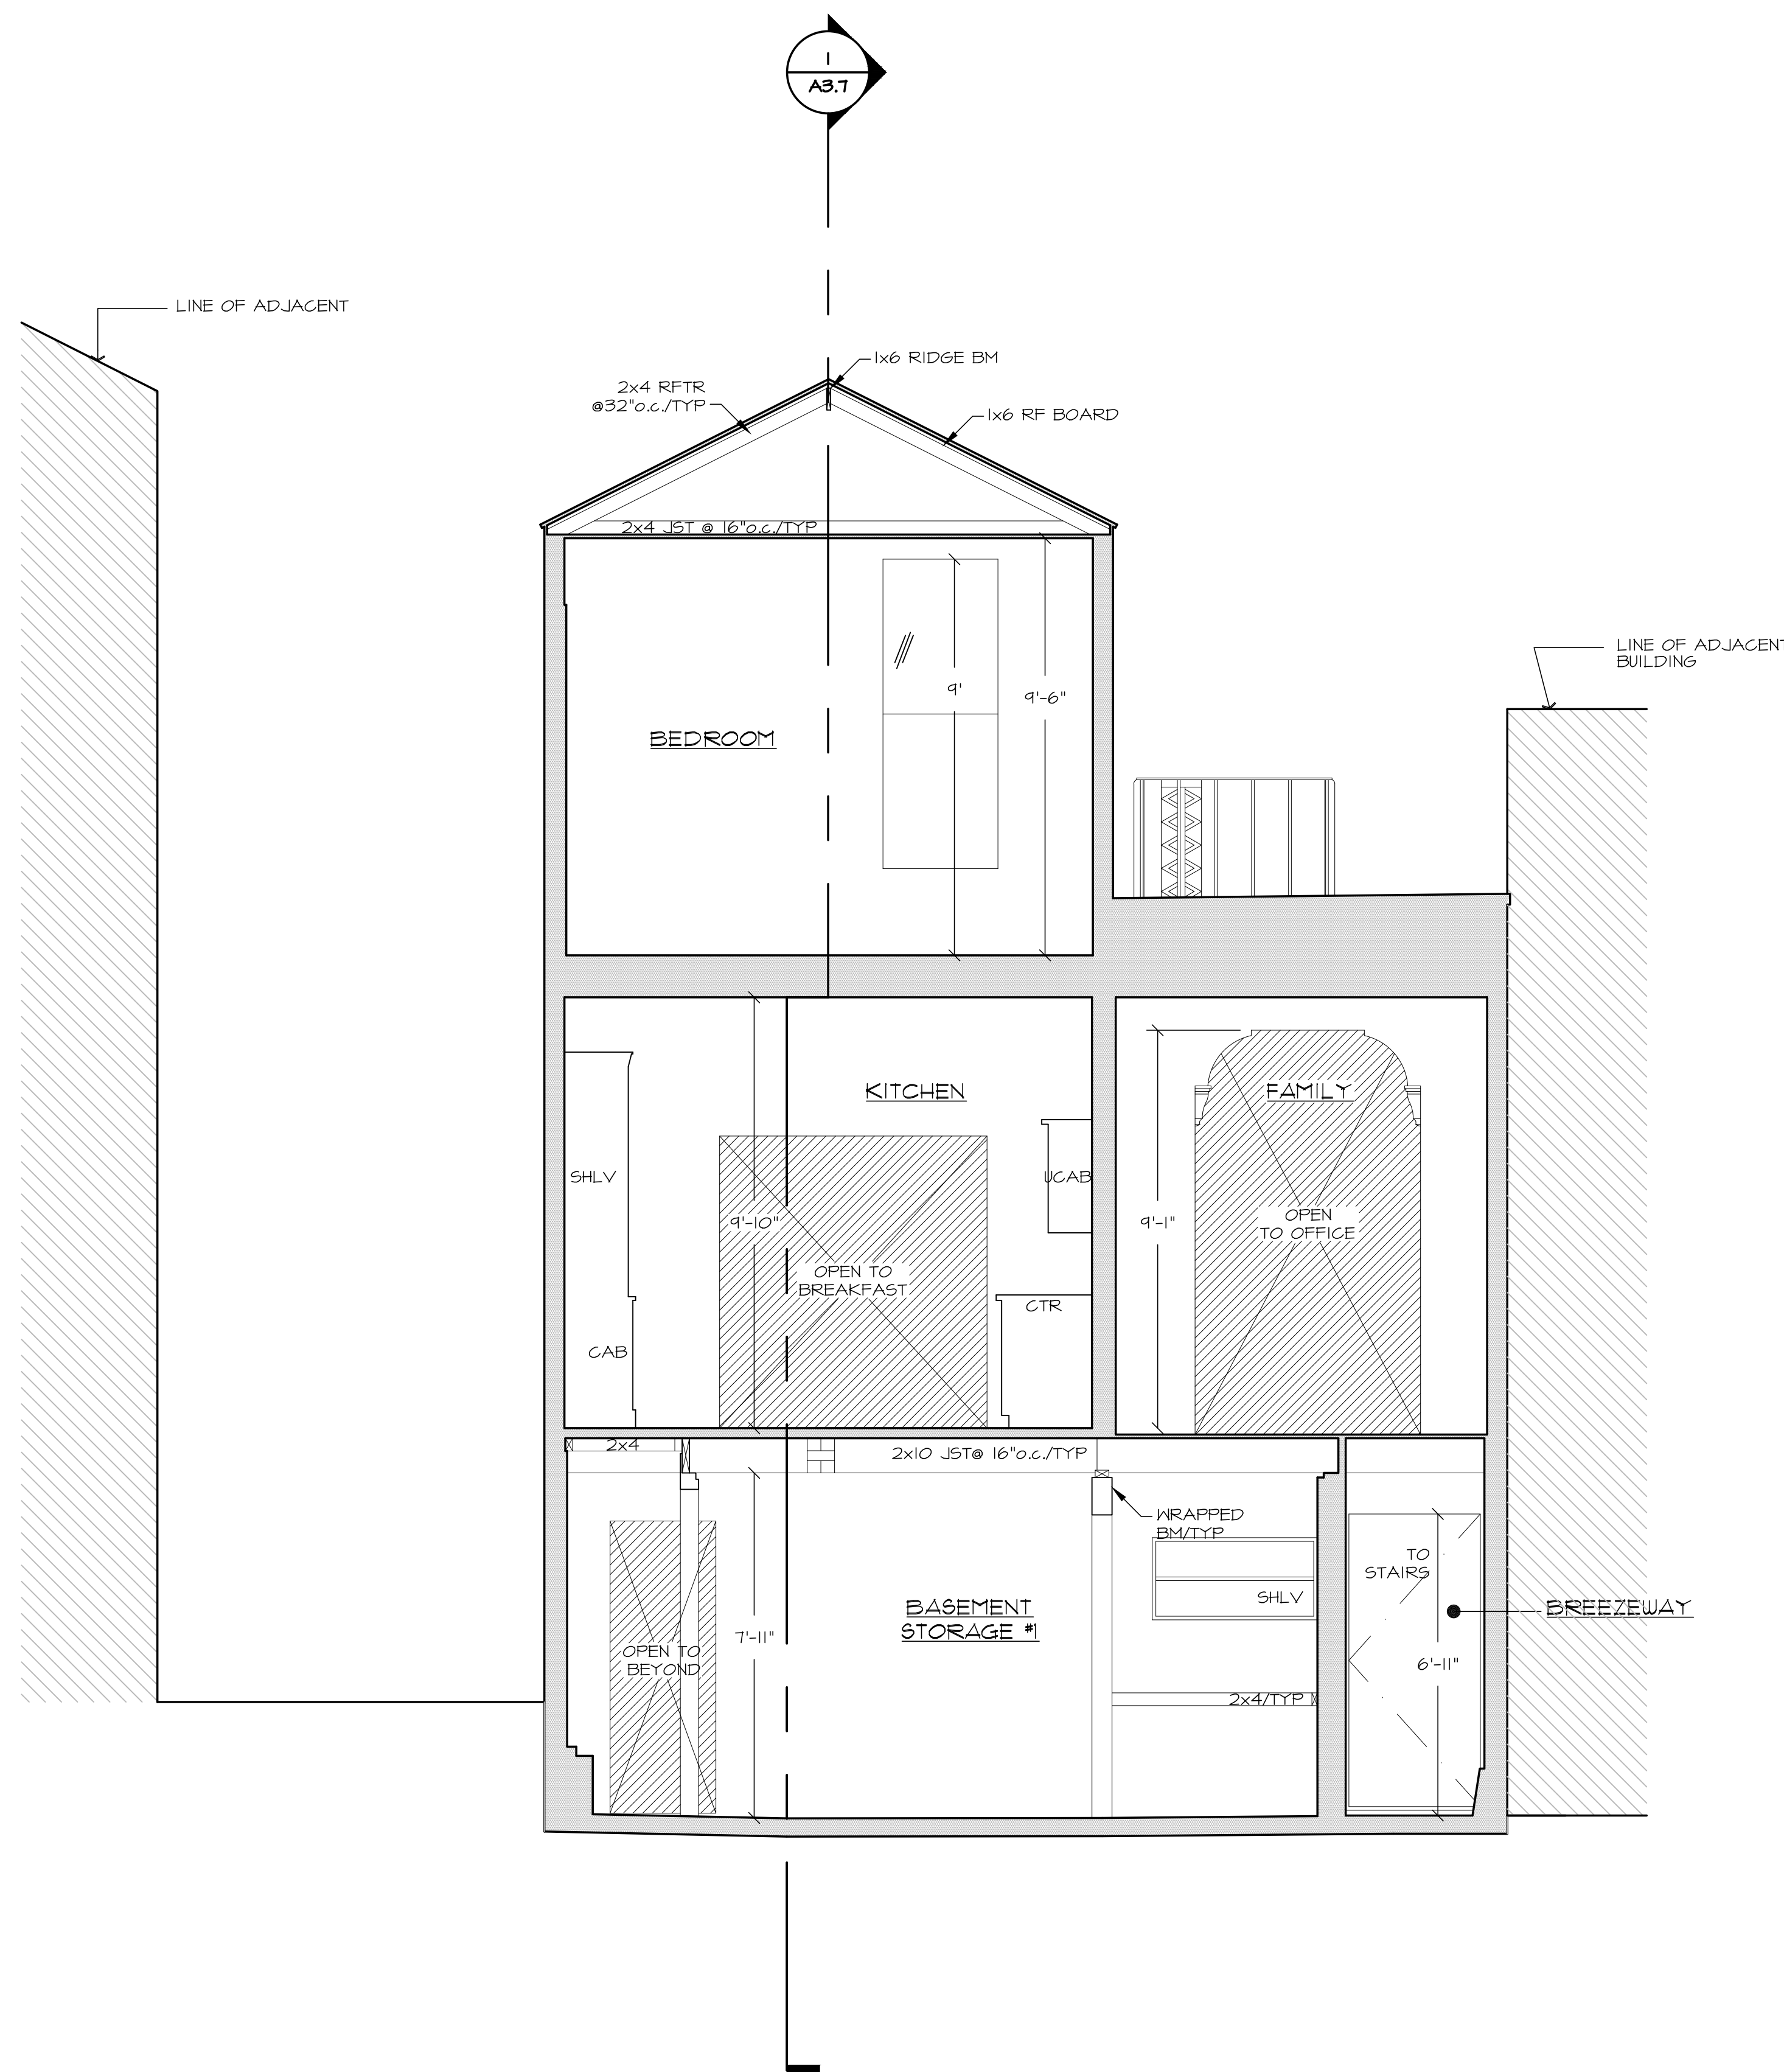 1
A3.7
LINE OF ADJACENT
1x6 RIDGE BM
2x4 RFTR
@32"o.c./TYP
1x6 RF BOARD
2x4 JST @ 16"o.c./TYP
LINE OF ADJACENT
BUILDING
9'
9'-6"
BEDROOM
KITCHEN
FAMILY
SHLV
UCAB
9'-10"
9'-1"
OPEN
TO OFFICE
OPEN TO
BREAKFAST
CTR
CAB
2x4
2x10 JST@ 16"o.c./TYP
WRAPPED
BM/TYP
TO
STAIRS
SHLV
BASEMENT
STORAGE #1
BREEZEWAY
7'-11"
OPEN TO
BEYOND
6'-11"
2x4/TYP